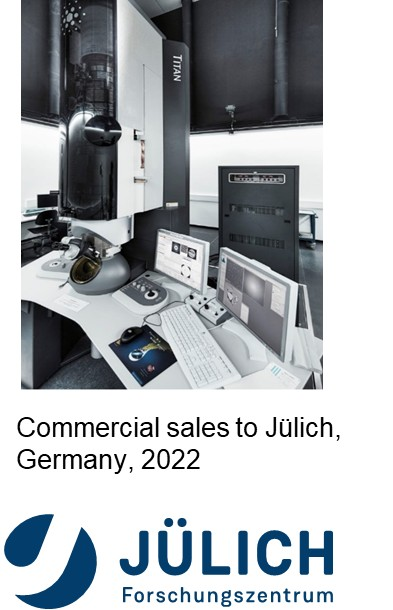 TITAN
Commercial sales to Jülich,
Germany, 2022
JÜLICH
Forschungszentrum